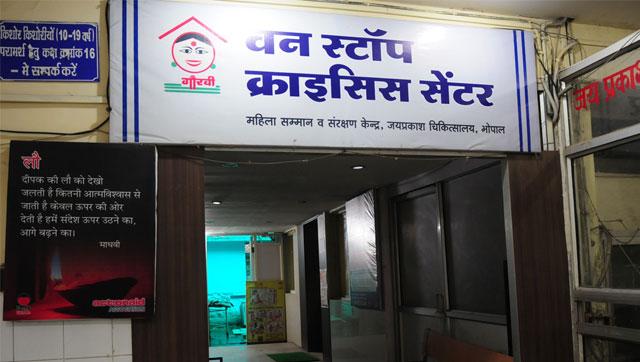 किशोर किशोरीयों (10-19 वर्ष)
परामर्श हेतु कक्ष क्रमांक 16
- मे सम्पर्क करें
गौरवी
वन स्टॉप
क्राइसिस सेंटर
महिला सम्मान व संरक्षण केन्द्र, जयप्रकाश चिकित्सालय, भोपाल
जय प्रकाश
लौ
दीपक की लौ को देखो
जलती है कितनी आत्मविश्वास से
जाती है केवल ऊपर की ओर
देती है हमें संदेश ऊपर उठने का,
आगे बढ़ने का।
माधवी
actionaid
ASSOCIATION